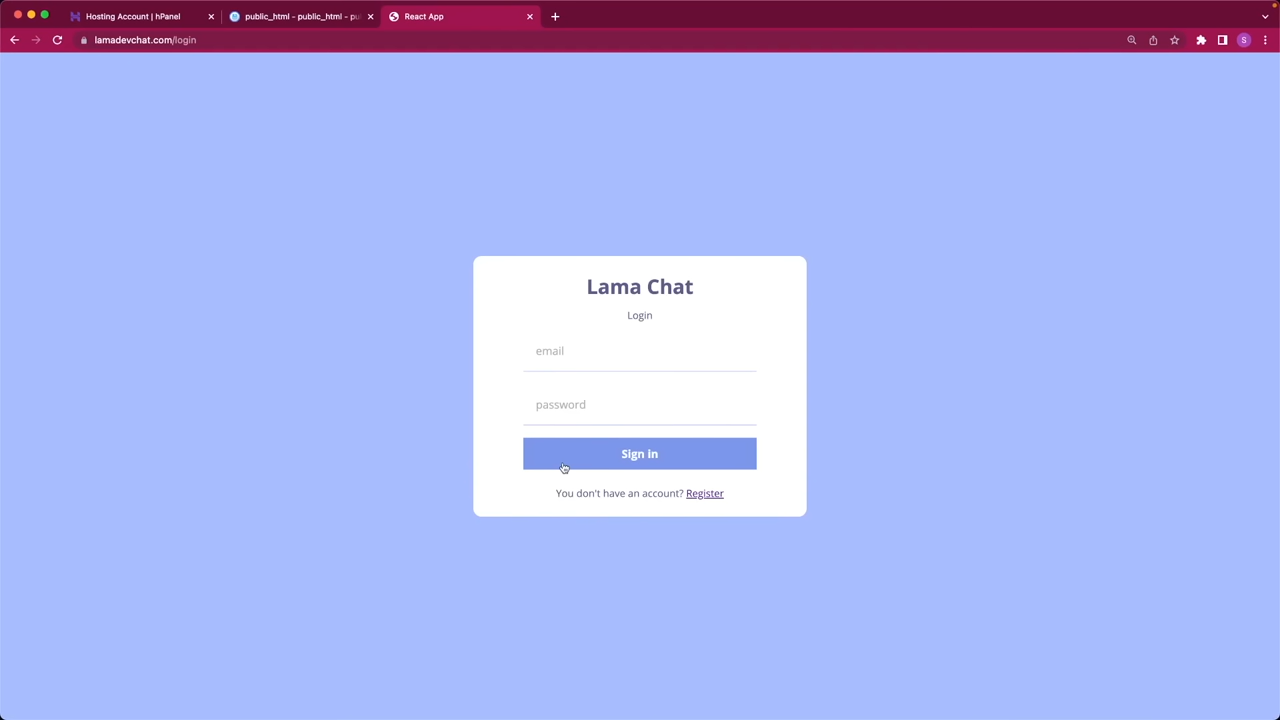 Hosting Account | hPanel
public_html - public_html - pu
React App
lamadevchat.com/login
S
Lama Chat
Login
email
password
Sign in
You don't have an account? Register